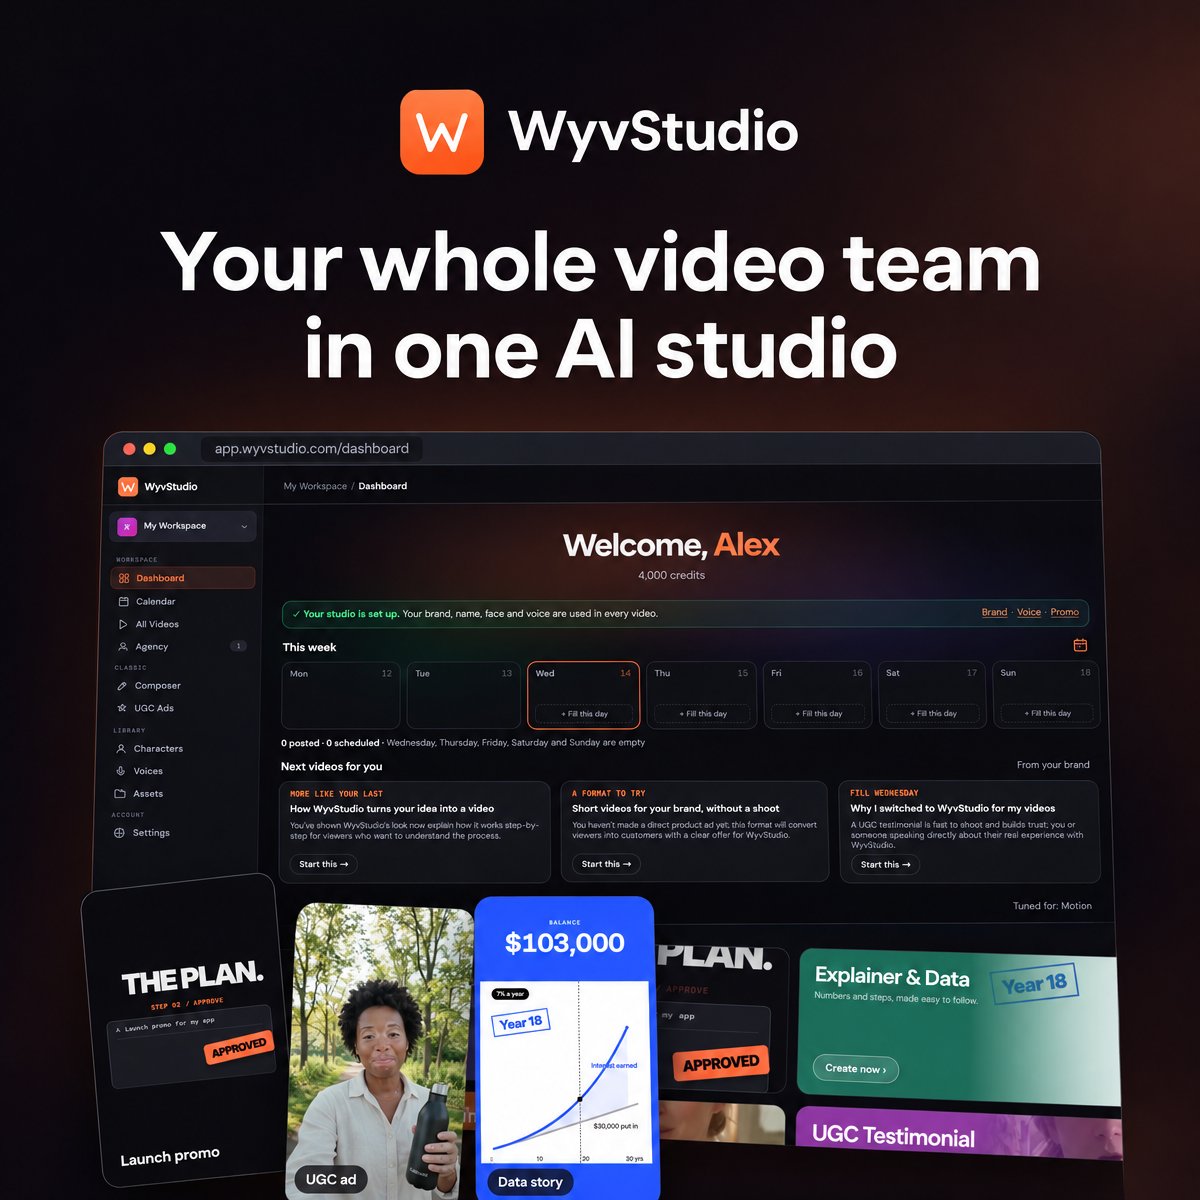 W WyvStudio
Your whole video team
in one AI studio
app.wyvstudio.com/dashboard
W WyvStudio
My Workspace / Dashboard
My Workspace
WORKSPACE
Dashboard
Calendar
All Videos
Agency 1
CLASSIC
Composer
UGC Ads
LIBRARY
Characters
Voices
Assets
ACCOUNT
Settings
Welcome, Alex
4,000 credits
✓ Your studio is set up. Your brand, name, face and voice are used in every video.
Brand · Voice · Promo
This week
Mon 12
Tue 13
Wed 14
+ Fill this day
Thu 15
+ Fill this day
Fri 16
+ Fill this day
Sat 17
+ Fill this day
Sun 18
+ Fill this day
0 posted · 0 scheduled · Wednesday, Thursday, Friday, Saturday and Sunday are empty
Next videos for you
From your brand
MORE LIKE YOUR LAST
How WyvStudio turns your idea into a video
You've shown WyvStudio's look now explain how it works step-by-
step for viewers who want to understand the process.
Start this →
A FORMAT TO TRY
Short videos for your brand, without a shoot
You haven't made a direct product ad yet; this format will convert
viewers into customers with a clear offer for WyvStudio.
Start this →
FILL WEDNESDAY
Why I switched to WyvStudio for my videos
A UGC testimonial is fast to shoot and builds trust; you or
someone speaking directly about their real experience with
WyvStudio.
Start this →
Tuned for: Motion
THE PLAN.
STEP 02 / APPROVE
A Launch promo for my app
APPROVED
Launch promo
UGC ad
BALANCE
$103,000
7% a year
Year 18
Interest earned
$30,000 put in
0 10 20 30 yrs
Data story
PLAN.
/ APPROVE
my app
APPROVED
Explainer & Data
Numbers and steps, made easy to follow.
Year 18
Create now ›
UGC Testimonial